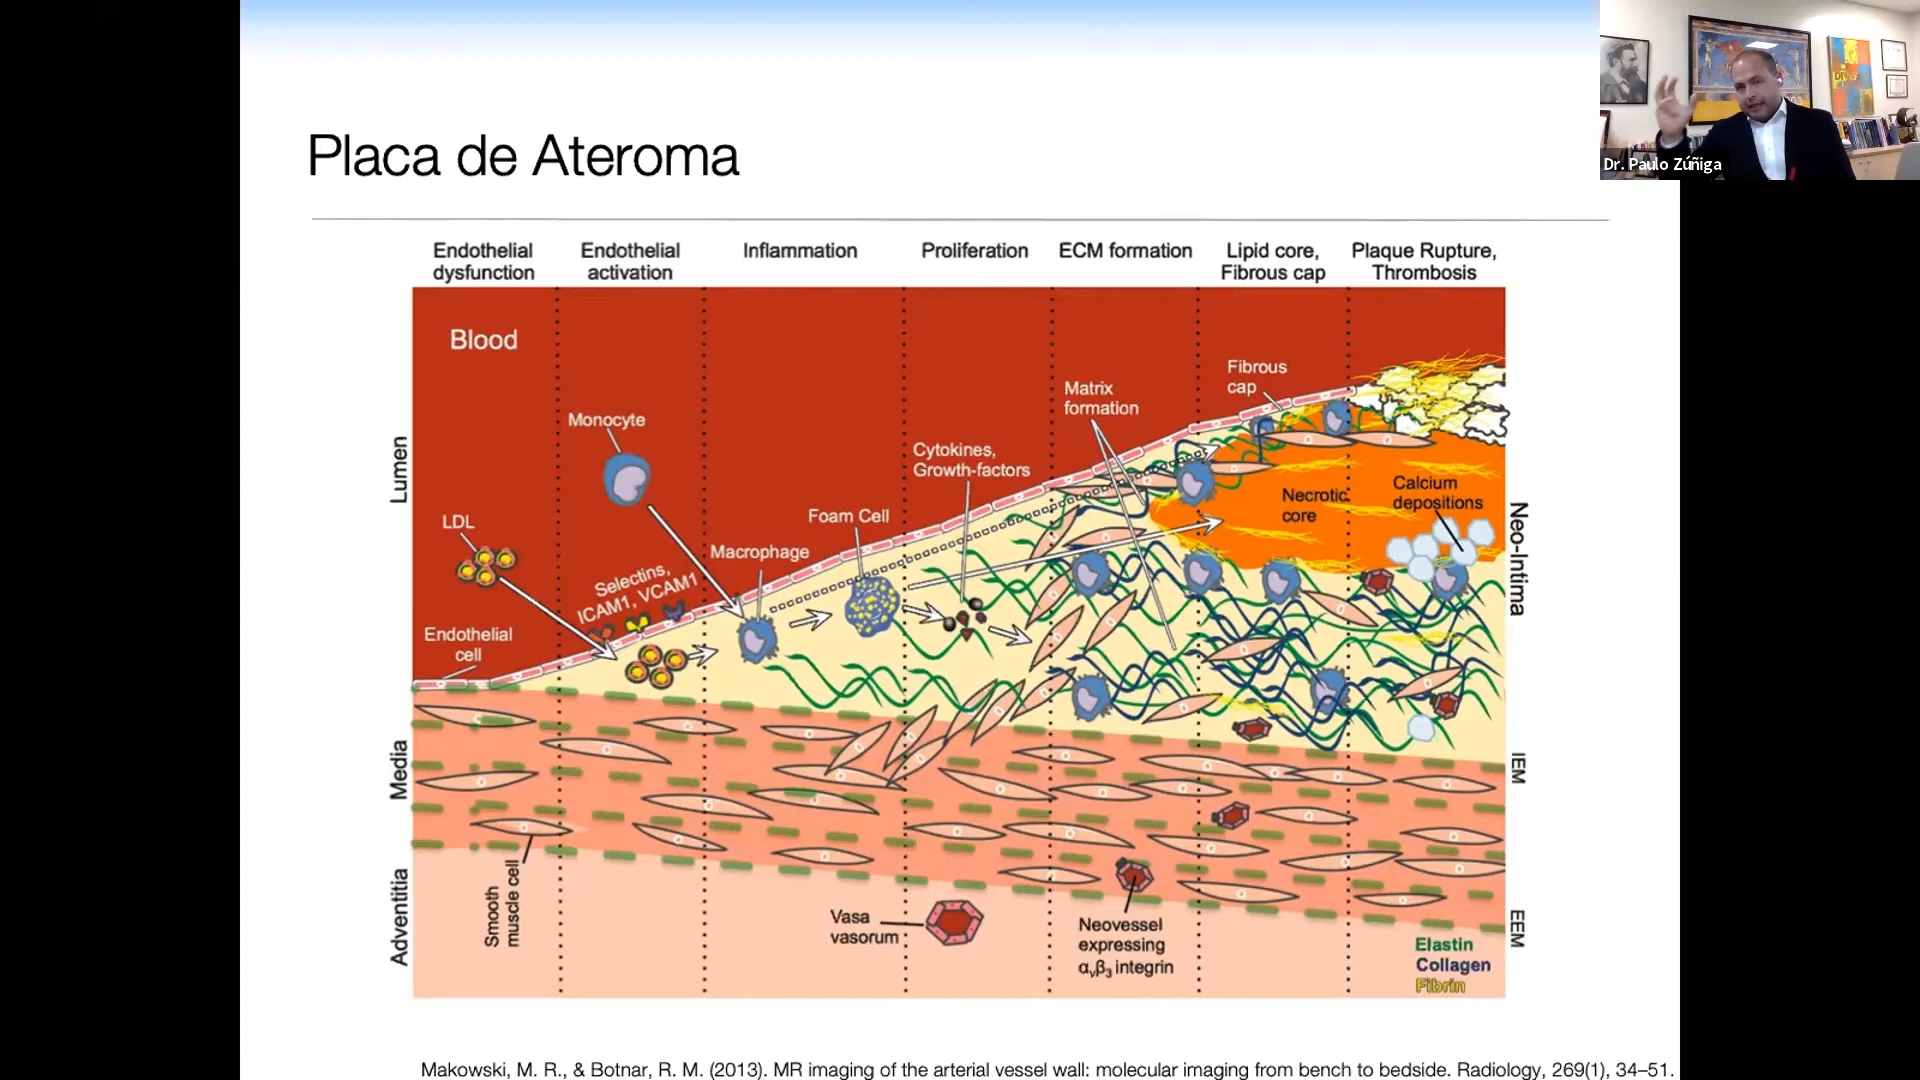 Dr. Paulo Zúñiga
Placa de Ateroma
Endothelial
dysfunction
Endothelial
activation
Inflammation
Proliferation
ECM formation
Lipid core,
Fibrous cap
Plaque Rupture,
Thrombosis
Blood
Monocyte
LDL
Selectins,
ICAM1, VCAM1
Endothelial
cell
Macrophage
Foam Cell
Cytokines,
Growth-factors
Matrix
formation
Fibrous
cap
Necrotic
core
Calcium
depositions
Lumen
Media
Adventitia
Neo-Intima
IEM
EEM
Smooth
muscle cell
Vasa
vasorum
Neovessel
expressing
αvβ3 integrin
Elastin
Collagen
Fibrin
Makowski, M. R., & Botnar, R. M. (2013). MR imaging of the arterial vessel wall: molecular imaging from bench to bedside. Radiology, 269(1), 34–51.